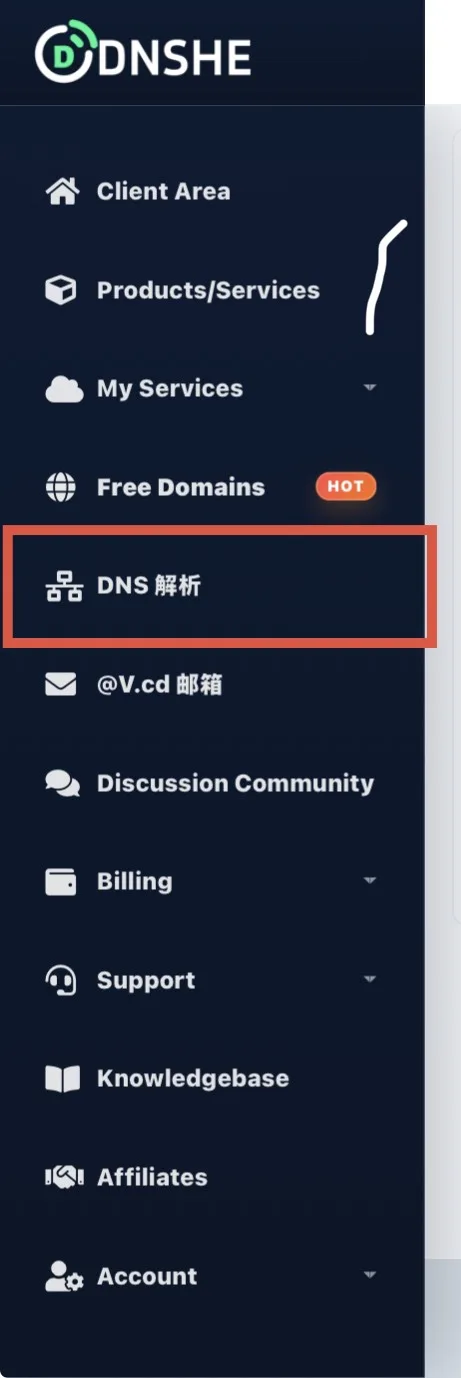 DNSHE
Client Area
Products/Services
My Services
Free Domains HOT
DNS 解析
@V.cd 邮箱
Discussion Community
Billing
Support
Knowledgebase
Affiliates
Account